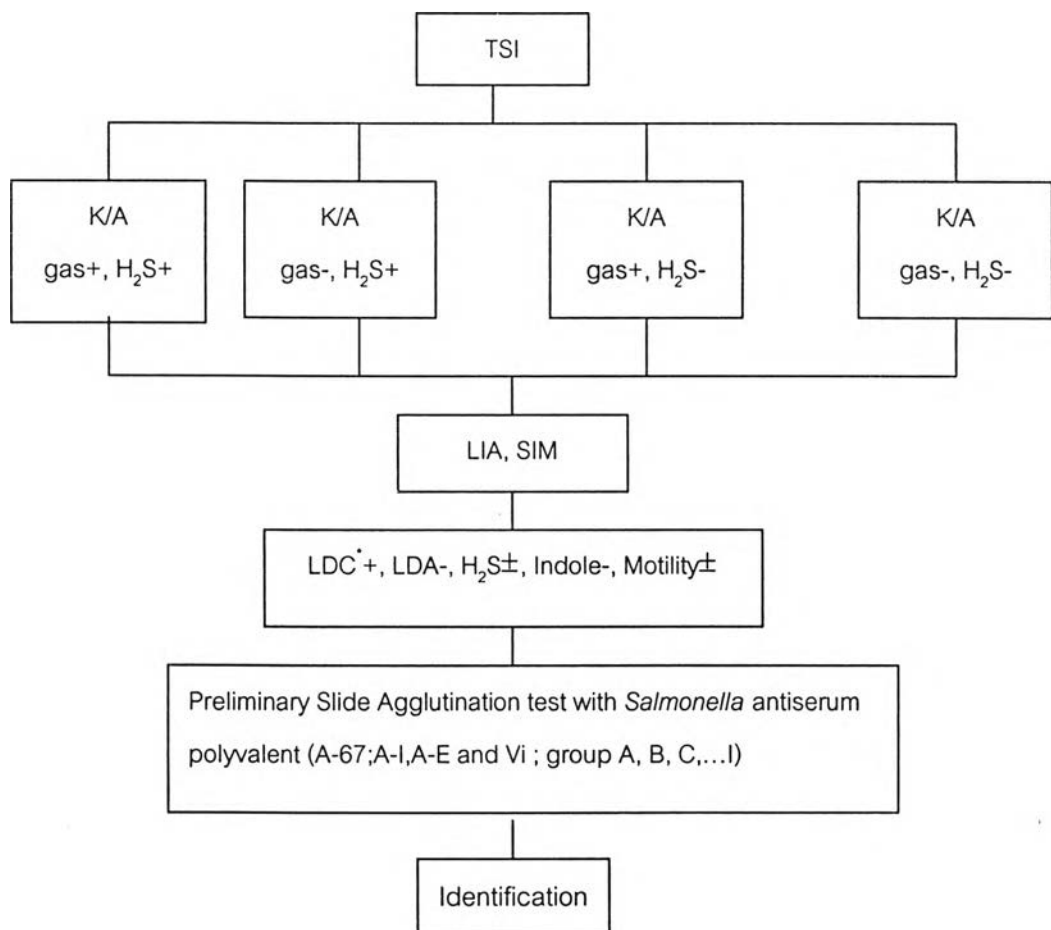 TSI
K/A
gas+, H₂S+
K/A
gas-, H₂S+
K/A
gas+, H₂S-
K/A
gas-, H₂S-
LIA, SIM
LDC*+, LDA-, H₂S±, Indole-, Motility±
Preliminary Slide Agglutination test with Salmonella antiserum
polyvalent (A-67;A-I,A-E and Vi ; group A, B, C,...I)
Identification